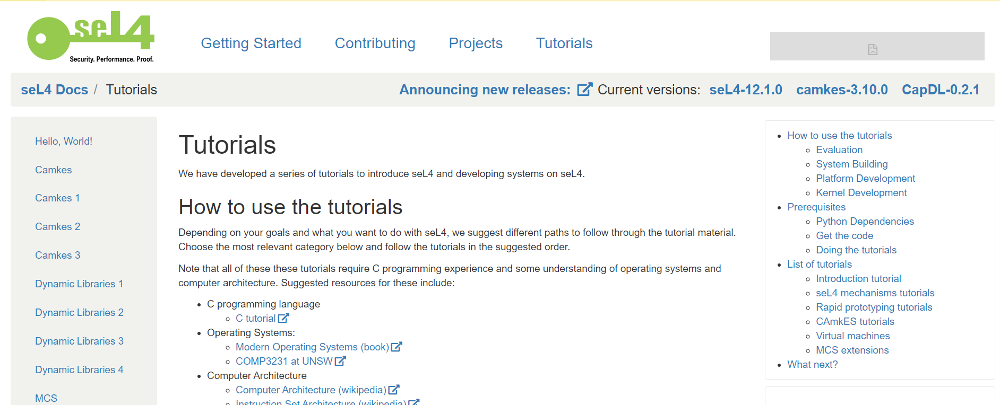 seL4
Security. Performance. Proof.
Getting Started
Contributing
Projects
Tutorials
seL4 Docs / Tutorials
Announcing new releases: Current versions: seL4-12.1.0 camkes-3.10.0 CapDL-0.2.1
Hello, World!
Camkes
Camkes 1
Camkes 2
Camkes 3
Dynamic Libraries 1
Dynamic Libraries 2
Dynamic Libraries 3
Dynamic Libraries 4
MCS
Tutorials
We have developed a series of tutorials to introduce seL4 and developing systems on seL4.
How to use the tutorials
Depending on your goals and what you want to do with seL4, we suggest different paths to follow through the tutorial material.
Choose the most relevant category below and follow the tutorials in the suggested order.
Note that all of these these tutorials require C programming experience and some understanding of operating systems and
computer architecture. Suggested resources for these include:
C programming language
C tutorial
Operating Systems:
Modern Operating Systems (book)
COMP3231 at UNSW
Computer Architecture
Computer Architecture (wikipedia)
Instruction Set Architecture (wikipedia)
How to use the tutorials
Evaluation
System Building
Platform Development
Kernel Development
Prerequisites
Python Dependencies
Get the code
Doing the tutorials
List of tutorials
Introduction tutorial
seL4 mechanisms tutorials
Rapid prototyping tutorials
CAmkES tutorials
Virtual machines
MCS extensions
What next?